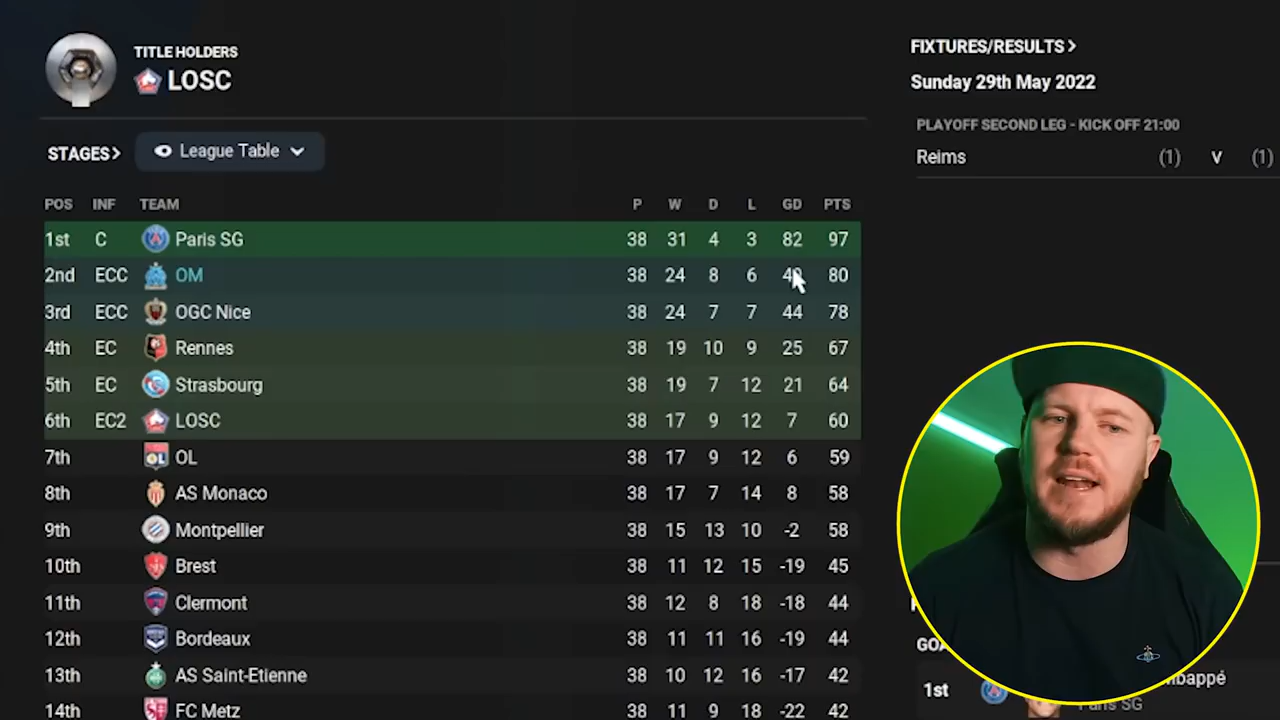 TITLE HOLDERS
LOSC
STAGES> League Table
POS INF TEAM P W D L GD PTS
1st C Paris SG 38 31 4 3 82 97
2nd ECC OM 38 24 8 6 80
3rd ECC OGC Nice 38 24 7 7 44 78
4th EC Rennes 38 19 10 9 25 67
5th EC Strasbourg 38 19 7 12 21 64
6th EC2 LOSC 38 17 9 12 7 60
7th OL 38 17 9 12 6 59
8th AS Monaco 38 17 7 14 8 58
9th Montpellier 38 15 13 10 -2 58
10th Brest 38 11 12 15 -19 45
11th Clermont 38 12 8 18 -18 44
12th Bordeaux 38 11 11 16 -19 44
13th AS Saint-Etienne 38 10 12 16 -17 42
14th FC Metz 38 11 9 18 -22 42
FIXTURES/RESULTS>
Sunday 29th May 2022
PLAYOFF SECOND LEG - KICK OFF 21:00
Reims (1) V (1)
GOA
1st mbappé
Paris SG